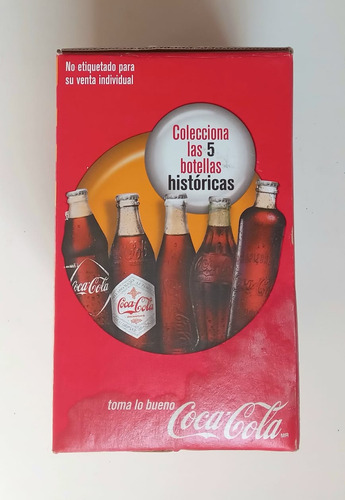 No etiquetado para
su venta individual
Colecciona
las 5
botellas
históricas
Coca-Cola
Coca-Cola
toma lo bueno
Coca-Cola
MR